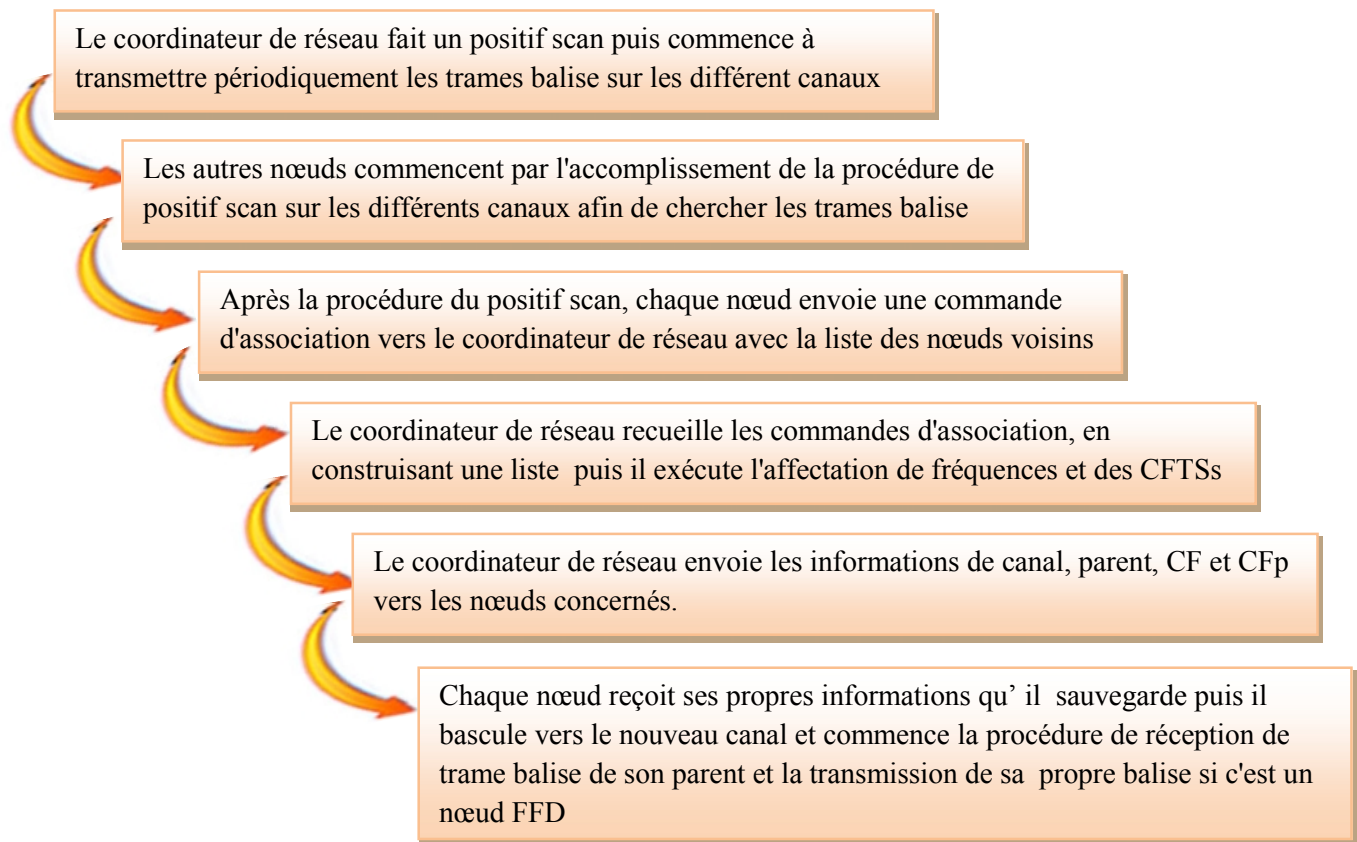 Le coordinateur de réseau fait un positif scan puis commence à
transmettre périodiquement les trames balise sur les différent canaux
Les autres nœuds commencent par l'accomplissement de la procédure de
positif scan sur les différents canaux afin de chercher les trames balise
Après la procédure du positif scan, chaque nœud envoie une commande
d'association vers le coordinateur de réseau avec la liste des nœuds voisins
Le coordinateur de réseau recueille les commandes d'association, en
construisant une liste  puis il exécute l'affectation de fréquences et des CFTSs
Le coordinateur de réseau envoie les informations de canal, parent, CF et CFp
vers les nœuds concernés.
Chaque nœud reçoit ses propres informations qu’ il  sauvegarde puis il
bascule vers le nouveau canal et commence la procédure de réception de
trame balise de son parent et la transmission de sa  propre balise si c'est un
nœud FFD